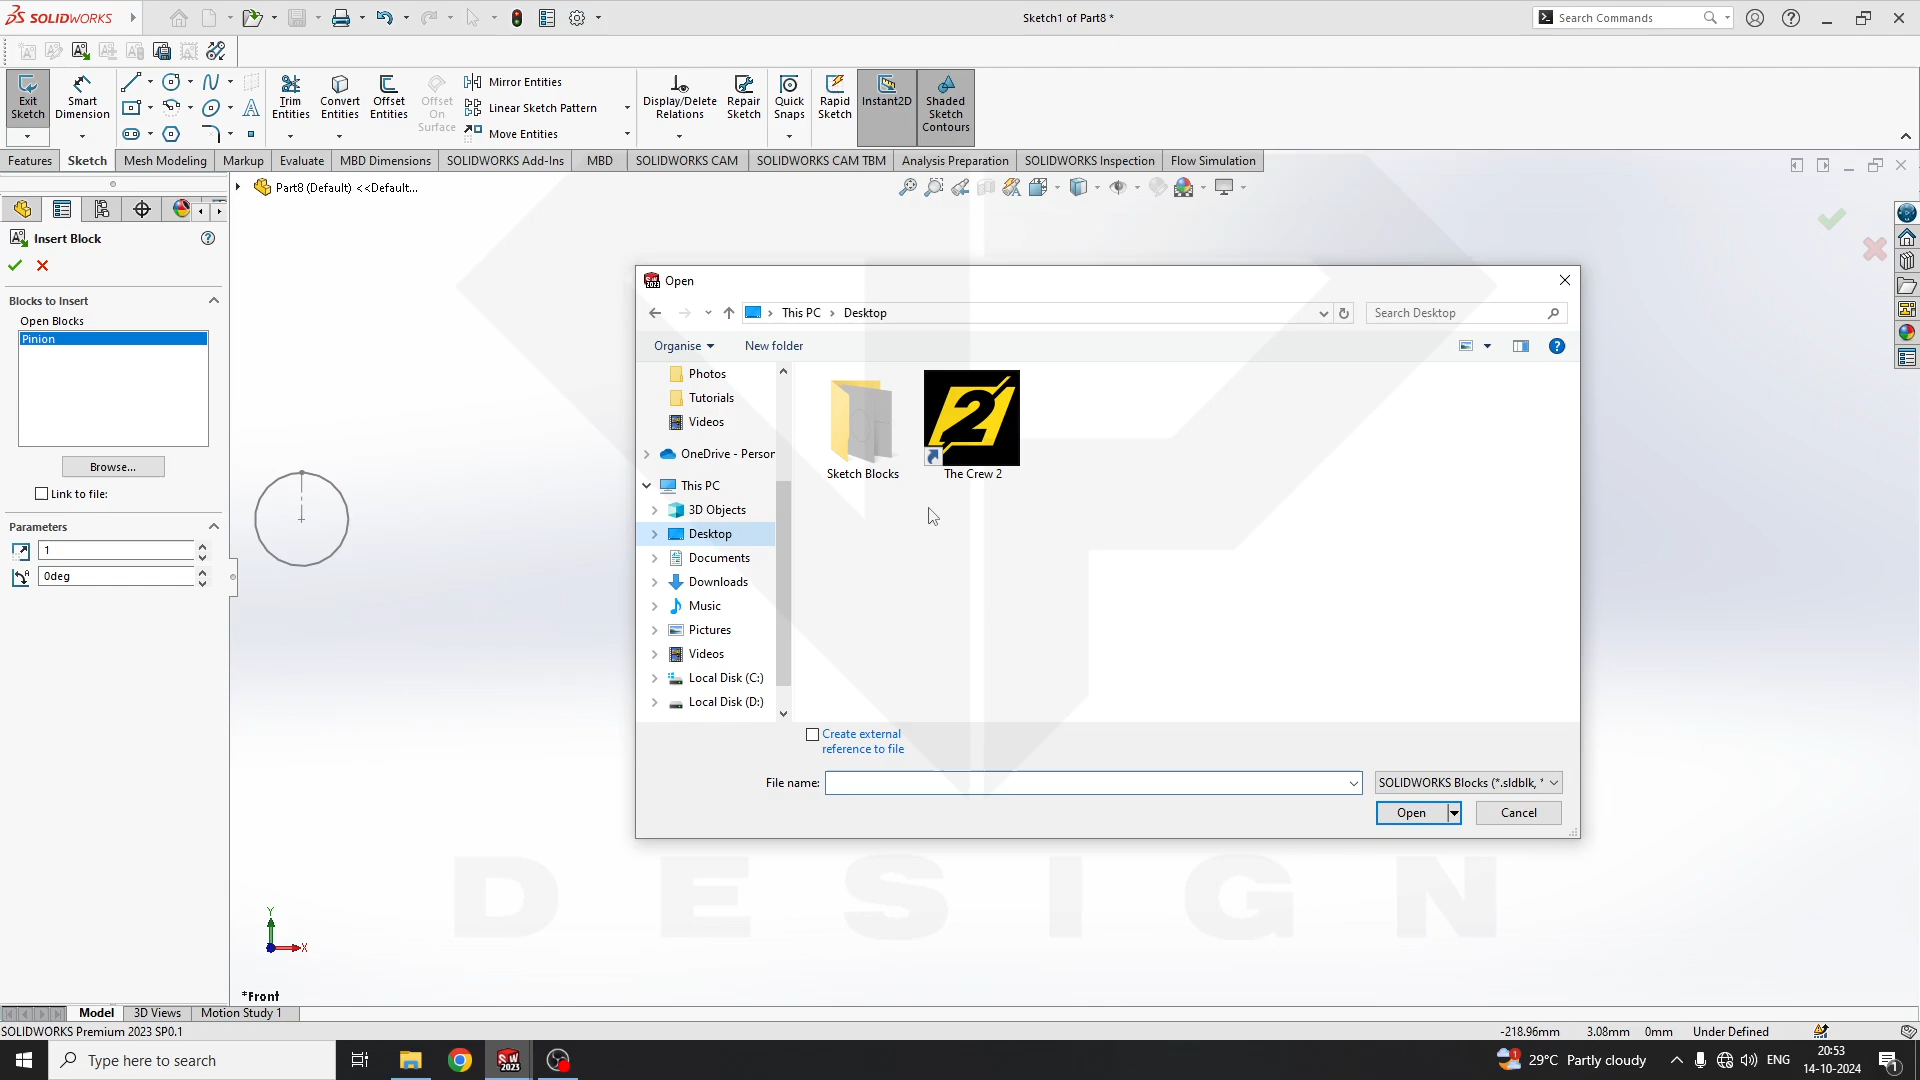 SOLIDWORKS
Sketch1 of Part8 *
Search Commands
Exit Sketch
Smart Dimension
Trim Entities
Convert Entities
Offset Entities
Offset On Surface
Mirror Entities
Linear Sketch Pattern
Move Entities
Display/Delete Relations
Repair Sketch
Quick Snaps
Rapid Sketch
Instant2D
Shaded Sketch Contours
Features
Sketch
Mesh Modeling
Markup
Evaluate
MBD Dimensions
SOLIDWORKS Add-Ins
MBD
SOLIDWORKS CAM
SOLIDWORKS CAM TBM
Analysis Preparation
SOLIDWORKS Inspection
Flow Simulation
Part8 (Default) <<Default...
Insert Block
Blocks to Insert
Open Blocks
Pinion
Browse...
Link to file:
Parameters
1
0deg
Open
This PC
Desktop
Search Desktop
Organise
New folder
Photos
Tutorials
Videos
OneDrive - Person
This PC
3D Objects
Desktop
Documents
Downloads
Music
Pictures
Videos
Local Disk (C:)
Local Disk (D:)
Sketch Blocks
2
The Crew 2
Create external
reference to file
File name:
SOLIDWORKS Blocks (*.sldblk, *
Open
Cancel
DESIGN
Y
X
*Front
Model
3D Views
Motion Study 1
SOLIDWORKS Premium 2023 SP0.1
-218.96mm
3.08mm
0mm
Under Defined
Type here to search
SW
2023
1
29°C Partly cloudy
ENG
20:53
14-10-2024
1